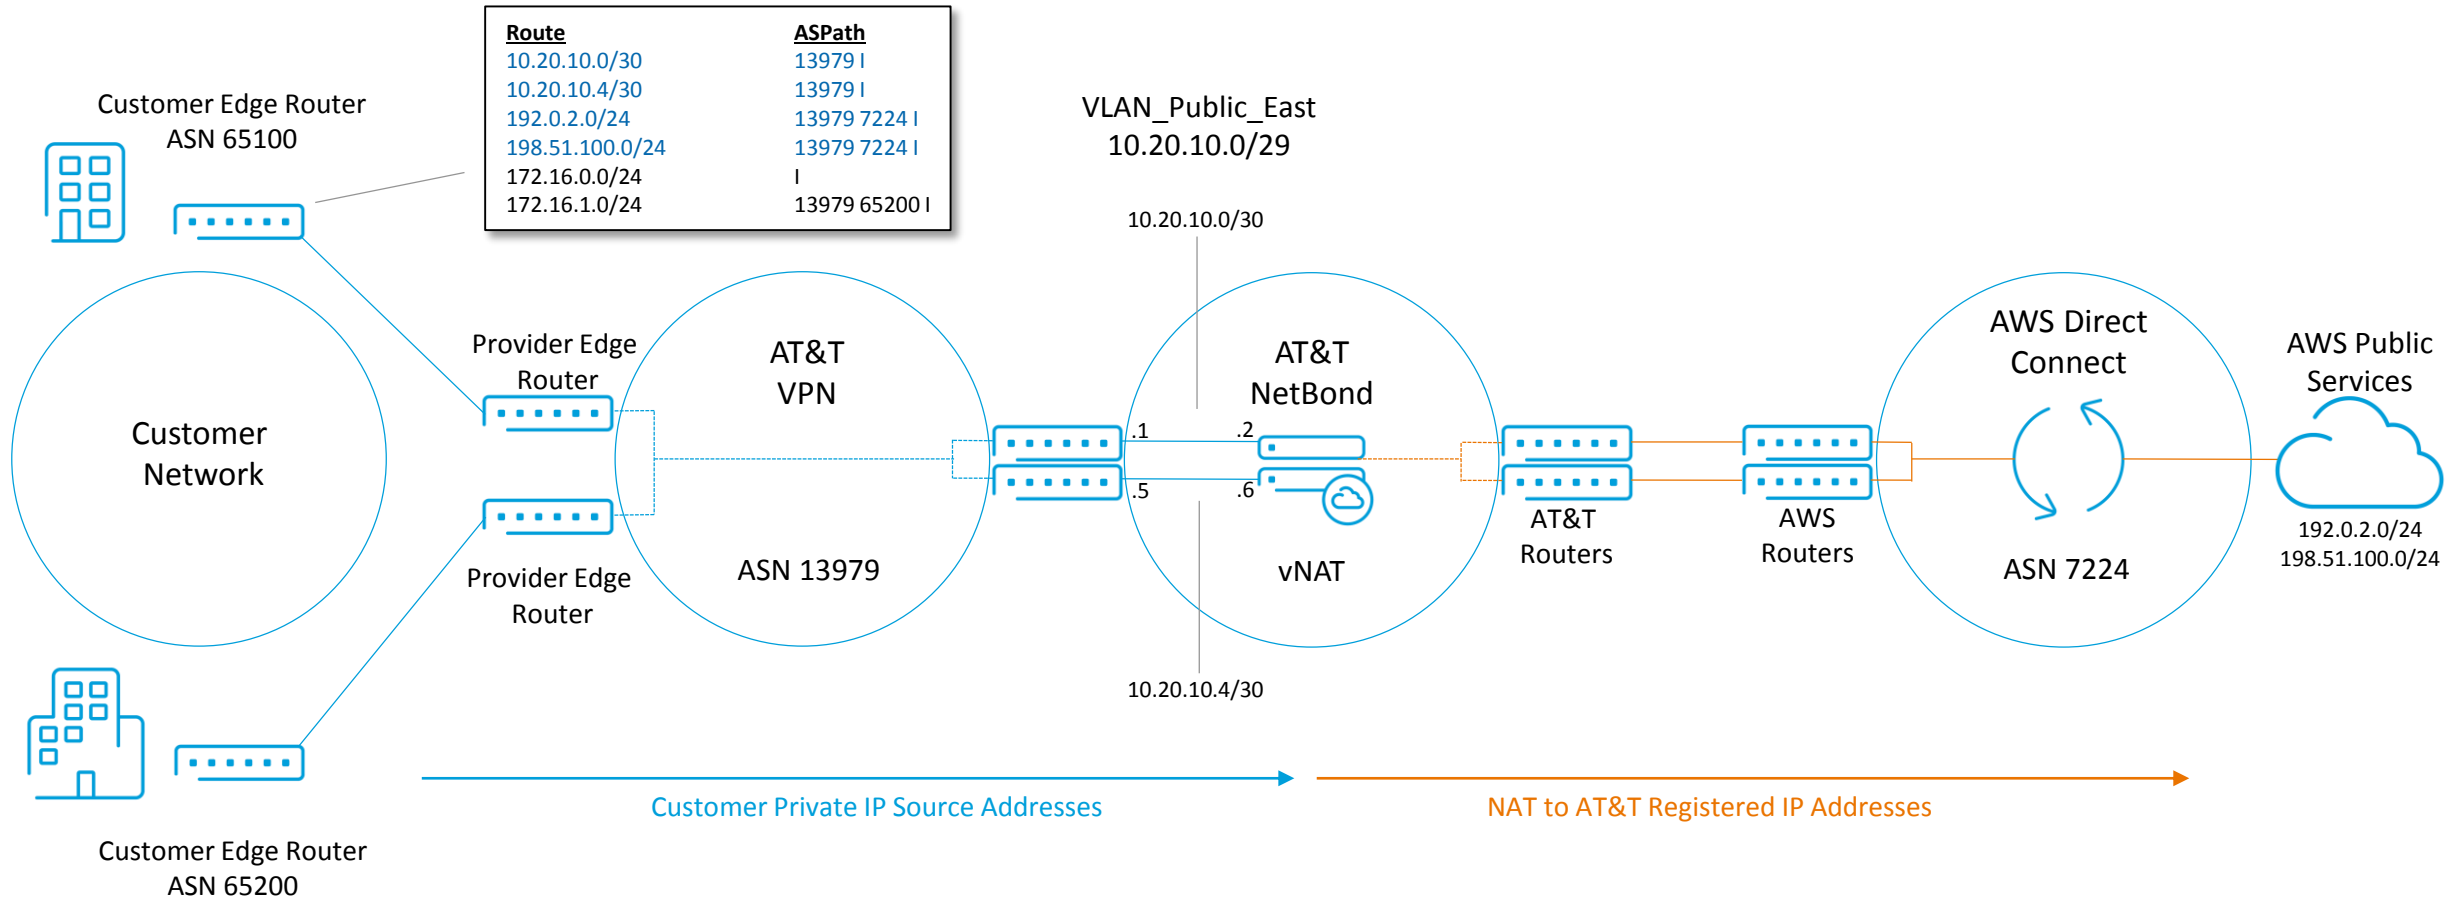 Route ASPath
10.20.10.0/30 13979 I
10.20.10.4/30 13979 I
192.0.2.0/24 13979 7224 I
198.51.100.0/24 13979 7224 I
172.16.0.0/24 I
172.16.1.0/24 13979 65200 I
Customer Edge Router
ASN 65100
VLAN_Public_East
10.20.10.0/29
10.20.10.0/30
Customer
Network
Provider Edge
Router
Provider Edge
Router
AT&T
VPN
ASN 13979
.1
.2
.5
.6
AT&T
NetBond
vNAT
10.20.10.4/30
AT&T
Routers
AWS
Routers
AWS Direct
Connect
ASN 7224
AWS Public
Services
192.0.2.0/24
198.51.100.0/24
Customer Private IP Source Addresses
NAT to AT&T Registered IP Addresses
Customer Edge Router
ASN 65200